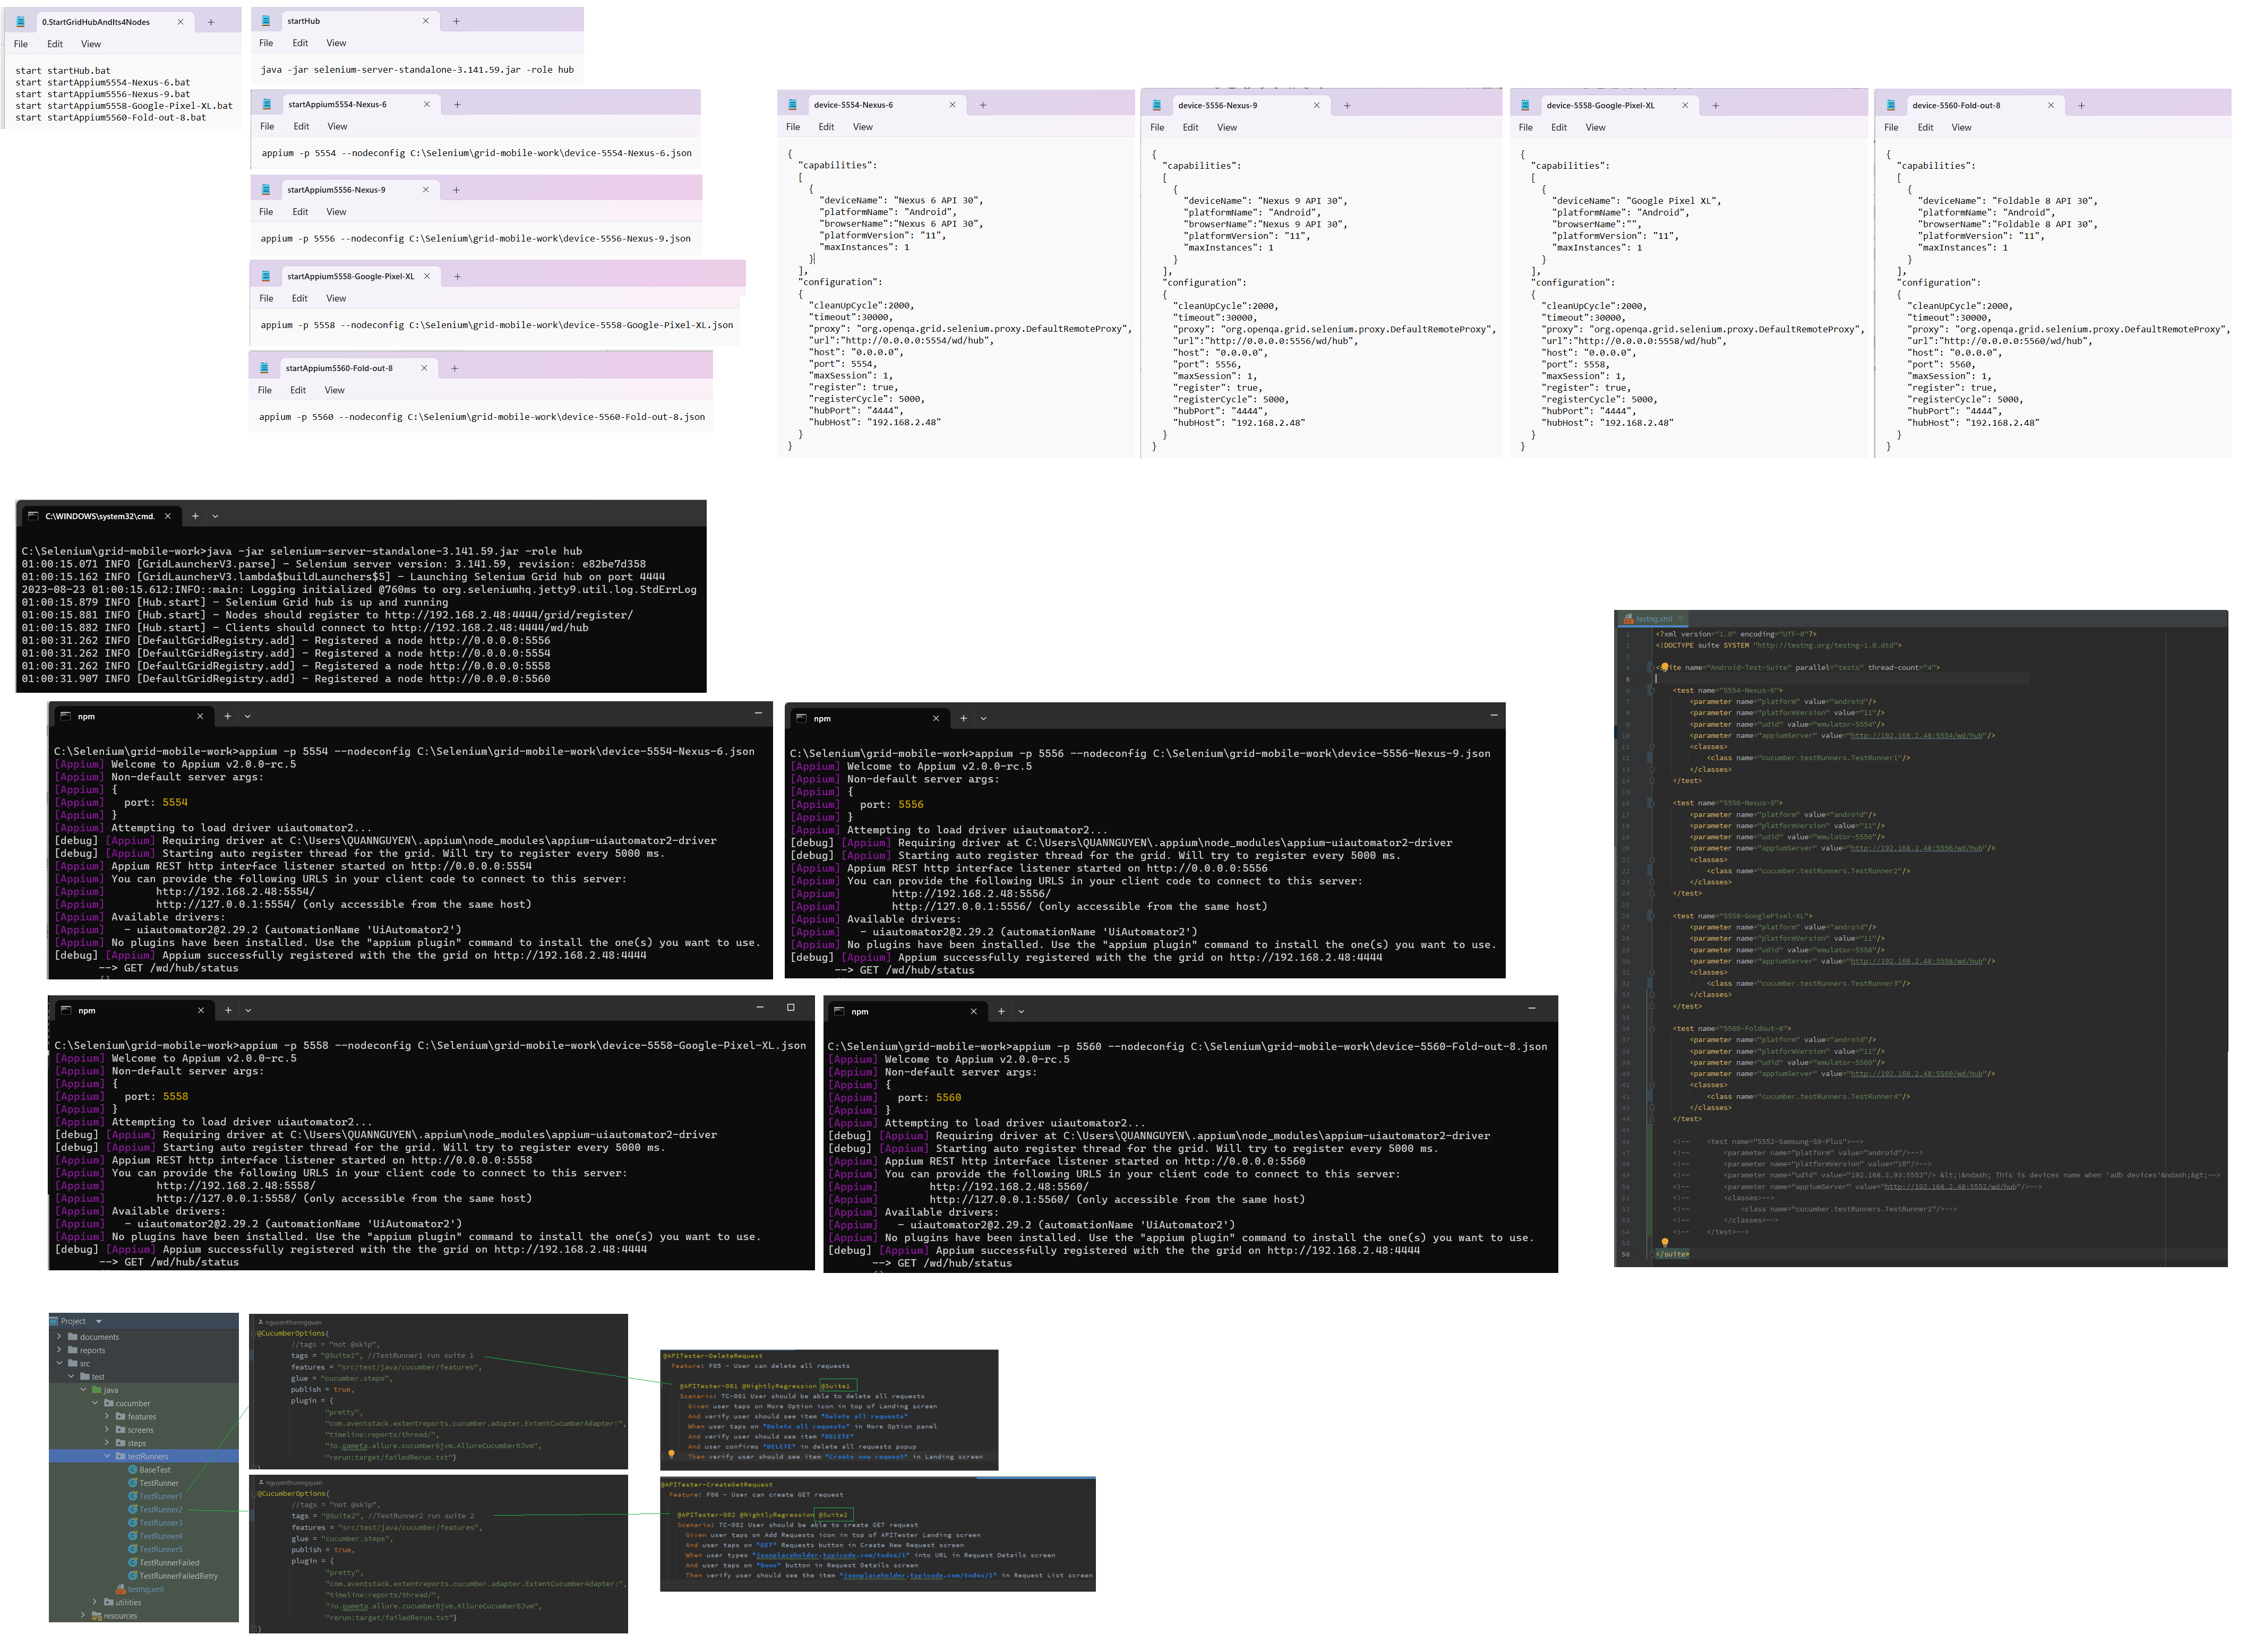 0.StartGridHubAndIts4Nodes
File Edit View
start startHub.bat
start startAppium5554-Nexus-6.bat
start startAppium5556-Nexus-9.bat
start startAppium5558-Google-Pixel-XL.bat
start startAppium5560-Fold-out-8.bat
startHub
File Edit View
java -jar selenium-server-standalone-3.141.59.jar -role hub
startAppium5554-Nexus-6
File Edit View
appium -p 5554 --nodeconfig C:\Selenium\grid-mobile-work\device-5554-Nexus-6.json
startAppium5556-Nexus-9
File Edit View
appium -p 5556 --nodeconfig C:\Selenium\grid-mobile-work\device-5556-Nexus-9.json
startAppium5558-Google-Pixel-XL
File Edit View
appium -p 5558 --nodeconfig C:\Selenium\grid-mobile-work\device-5558-Google-Pixel-XL.json
startAppium5560-Fold-out-8
File Edit View
appium -p 5560 --nodeconfig C:\Selenium\grid-mobile-work\device-5560-Fold-out-8.json
device-5554-Nexus-6
File Edit View
{
"capabilities":
[
{
"deviceName": "Nexus 6 API 30",
"platformName": "Android",
"browserName":"Nexus 6 API 30",
"platformVersion": "11",
"maxInstances": 1
}
],
"configuration":
{
"cleanUpCycle":2000,
"timeout":30000,
"proxy": "org.openqa.grid.selenium.proxy.DefaultRemoteProxy",
"url":"http://0.0.0.0:5554/wd/hub",
"host": "0.0.0.0",
"port": 5554,
"maxSession": 1,
"register": true,
"registerCycle": 5000,
"hubPort": "4444",
"hubHost": "192.168.2.48"
}
}
device-5556-Nexus-9
File Edit View
{
"capabilities":
[
{
"deviceName": "Nexus 9 API 30",
"platformName": "Android",
"browserName":"Nexus 9 API 30",
"platformVersion": "11",
"maxInstances": 1
}
],
"configuration":
{
"cleanUpCycle":2000,
"timeout":30000,
"proxy": "org.openqa.grid.selenium.proxy.DefaultRemoteProxy",
"url":"http://0.0.0.0:5556/wd/hub",
"host": "0.0.0.0",
"port": 5556,
"maxSession": 1,
"register": true,
"registerCycle": 5000,
"hubPort": "4444",
"hubHost": "192.168.2.48"
}
}
device-5558-Google-Pixel-XL
File Edit View
{
"capabilities":
[
{
"deviceName": "Google Pixel XL",
"platformName": "Android",
"browserName":"",
"platformVersion": "11",
"maxInstances": 1
}
],
"configuration":
{
"cleanUpCycle":2000,
"timeout":30000,
"proxy": "org.openqa.grid.selenium.proxy.DefaultRemoteProxy",
"url":"http://0.0.0.0:5558/wd/hub",
"host": "0.0.0.0",
"port": 5558,
"maxSession": 1,
"register": true,
"registerCycle": 5000,
"hubPort": "4444",
"hubHost": "192.168.2.48"
}
}
device-5560-Fold-out-8
File Edit View
{
"capabilities":
[
{
"deviceName": "Foldable 8 API 30",
"platformName": "Android",
"browserName":"Foldable 8 API 30",
"platformVersion": "11",
"maxInstances": 1
}
],
"configuration":
{
"cleanUpCycle":2000,
"timeout":30000,
"proxy": "org.openqa.grid.selenium.proxy.DefaultRemoteProxy",
"url":"http://0.0.0.0:5560/wd/hub",
"host": "0.0.0.0",
"port": 5560,
"maxSession": 1,
"register": true,
"registerCycle": 5000,
"hubPort": "4444",
"hubHost": "192.168.2.48"
}
}
C:\WINDOWS\system32\cmd.
C:\Selenium\grid-mobile-work>java -jar selenium-server-standalone-3.141.59.jar -role hub
01:00:15.071 INFO [GridLauncherV3.parse] - Selenium server version: 3.141.59, revision: e82be7d358
01:00:15.162 INFO [GridLauncherV3.lambda$buildLaunchers$5] - Launching Selenium Grid hub on port 4444
2023-08-23 01:00:15.612:INFO::main: Logging initialized @760ms to org.seleniumhq.jetty9.util.log.StdErrLog
01:00:15.879 INFO [Hub.start] - Selenium Grid hub is up and running
01:00:15.881 INFO [Hub.start] - Nodes should register to http://192.168.2.48:4444/grid/register/
01:00:15.882 INFO [Hub.start] - Clients should connect to http://192.168.2.48:4444/wd/hub
01:00:31.262 INFO [DefaultGridRegistry.add] - Registered a node http://0.0.0.0:5556
01:00:31.262 INFO [DefaultGridRegistry.add] - Registered a node http://0.0.0.0:5554
01:00:31.262 INFO [DefaultGridRegistry.add] - Registered a node http://0.0.0.0:5558
01:00:31.907 INFO [DefaultGridRegistry.add] - Registered a node http://0.0.0.0:5560
npm
C:\Selenium\grid-mobile-work>appium -p 5554 --nodeconfig C:\Selenium\grid-mobile-work\device-5554-Nexus-6.json
[Appium] Welcome to Appium v2.0.0-rc.5
[Appium] Non-default server args:
[Appium] {
[Appium] port: 5554
[Appium] }
[Appium] Attempting to load driver uiautomator2...
[debug] [Appium] Requiring driver at C:\Users\QUANNGUYEN\.appium\node_modules\appium-uiautomator2-driver
[debug] [Appium] Starting auto register thread for the grid. Will try to register every 5000 ms.
[Appium] Appium REST http interface listener started on http://0.0.0.0:5554
[Appium] You can provide the following URLS in your client code to connect to this server:
[Appium] http://192.168.2.48:5554/
[Appium] http://127.0.0.1:5554/ (only accessible from the same host)
[Appium] Available drivers:
[Appium] - uiautomator2@2.29.2 (automationName 'UiAutomator2')
[Appium] No plugins have been installed. Use the "appium plugin" command to install the one(s) you want to use.
[debug] [Appium] Appium successfully registered with the the grid on http://192.168.2.48:4444
--> GET /wd/hub/status
npm
C:\Selenium\grid-mobile-work>appium -p 5556 --nodeconfig C:\Selenium\grid-mobile-work\device-5556-Nexus-9.json
[Appium] Welcome to Appium v2.0.0-rc.5
[Appium] Non-default server args:
[Appium] {
[Appium] port: 5556
[Appium] }
[Appium] Attempting to load driver uiautomator2...
[debug] [Appium] Requiring driver at C:\Users\QUANNGUYEN\.appium\node_modules\appium-uiautomator2-driver
[debug] [Appium] Starting auto register thread for the grid. Will try to register every 5000 ms.
[Appium] Appium REST http interface listener started on http://0.0.0.0:5556
[Appium] You can provide the following URLS in your client code to connect to this server:
[Appium] http://192.168.2.48:5556/
[Appium] http://127.0.0.1:5556/ (only accessible from the same host)
[Appium] Available drivers:
[Appium] - uiautomator2@2.29.2 (automationName 'UiAutomator2')
[Appium] No plugins have been installed. Use the "appium plugin" command to install the one(s) you want to use.
[debug] [Appium] Appium successfully registered with the the grid on http://192.168.2.48:4444
--> GET /wd/hub/status
npm
C:\Selenium\grid-mobile-work>appium -p 5558 --nodeconfig C:\Selenium\grid-mobile-work\device-5558-Google-Pixel-XL.json
[Appium] Welcome to Appium v2.0.0-rc.5
[Appium] Non-default server args:
[Appium] {
[Appium] port: 5558
[Appium] }
[Appium] Attempting to load driver uiautomator2...
[debug] [Appium] Requiring driver at C:\Users\QUANNGUYEN\.appium\node_modules\appium-uiautomator2-driver
[debug] [Appium] Starting auto register thread for the grid. Will try to register every 5000 ms.
[Appium] Appium REST http interface listener started on http://0.0.0.0:5558
[Appium] You can provide the following URLS in your client code to connect to this server:
[Appium] http://192.168.2.48:5558/
[Appium] http://127.0.0.1:5558/ (only accessible from the same host)
[Appium] Available drivers:
[Appium] - uiautomator2@2.29.2 (automationName 'UiAutomator2')
[Appium] No plugins have been installed. Use the "appium plugin" command to install the one(s) you want to use.
[debug] [Appium] Appium successfully registered with the the grid on http://192.168.2.48:4444
--> GET /wd/hub/status
npm
C:\Selenium\grid-mobile-work>appium -p 5560 --nodeconfig C:\Selenium\grid-mobile-work\device-5560-Fold-out-8.json
[Appium] Welcome to Appium v2.0.0-rc.5
[Appium] Non-default server args:
[Appium] {
[Appium] port: 5560
[Appium] }
[Appium] Attempting to load driver uiautomator2...
[debug] [Appium] Requiring driver at C:\Users\QUANNGUYEN\.appium\node_modules\appium-uiautomator2-driver
[debug] [Appium] Starting auto register thread for the grid. Will try to register every 5000 ms.
[Appium] Appium REST http interface listener started on http://0.0.0.0:5560
[Appium] You can provide the following URLS in your client code to connect to this server:
[Appium] http://192.168.2.48:5560/
[Appium] http://127.0.0.1:5560/ (only accessible from the same host)
[Appium] Available drivers:
[Appium] - uiautomator2@2.29.2 (automationName 'UiAutomator2')
[Appium] No plugins have been installed. Use the "appium plugin" command to install the one(s) you want to use.
[debug] [Appium] Appium successfully registered with the the grid on http://192.168.2.48:4444
--> GET /wd/hub/status
testng.xml
<?xml version="1.0" encoding="UTF-8"?>
<!DOCTYPE suite SYSTEM "http://testng.org/testng-1.0.dtd">
name="Android-Test-Suite" parallel="tests" thread-count="4">
<test name="5554-Nexus-6">
<parameter name="platform" value="android"/>
<parameter name="platformVersion" value="11"/>
<parameter name="udid" value="emulator-5554"/>
<parameter name="appiumServer" value="http://192.168.2.48:5554/wd/hub"/>
<classes>
<class name="cucumber.testRunners.TestRunner1"/>
</classes>
</test>
<test name="5556-Nexus-9">
<parameter name="platform" value="android"/>
<parameter name="platformVersion" value="11"/>
<parameter name="udid" value="emulator-5556"/>
<parameter name="appiumServer" value="http://192.168.2.48:5556/wd/hub"/>
<classes>
<class name="cucumber.testRunners.TestRunner2"/>
</classes>
</test>
<test name="5558-GooglePixel-XL">
<parameter name="platform" value="android"/>
<parameter name="platformVersion" value="11"/>
<parameter name="udid" value="emulator-5558"/>
<parameter name="appiumServer" value="http://192.168.2.48:5558/wd/hub"/>
<classes>
<class name="cucumber.testRunners.TestRunner3"/>
</classes>
</test>
<test name="5560-Foldout-8">
<parameter name="platform" value="android"/>
<parameter name="platformVersion" value="11"/>
<parameter name="udid" value="emulator-5560"/>
<parameter name="appiumServer" value="http://192.168.2.48:5560/wd/hub"/>
<classes>
<class name="cucumber.testRunners.TestRunner4"/>
</classes>
</test>
<!-- <test name="5552-Samsung-S9-Plus">-->
<!-- <parameter name="platform" value="android"/>-->
<!-- <parameter name="platformVersion" value="10"/>-->
<!-- <parameter name="udid" value="192.168.2.93:5552"/> &lt;!&ndash; This is devices name when 'adb devices'&ndash;&gt;-->
<!-- <parameter name="appiumServer" value="http://192.168.2.48:5552/wd/hub"/>-->
<!-- <classes>-->
<!-- <class name="cucumber.testRunners.TestRunner1"/>-->
<!-- </classes>-->
<!-- </test>-->
</suite>
Project
documents
reports
src
test
java
cucumber
features
screens
steps
testRunners
BaseTest
TestRunner
TestRunner1
TestRunner2
TestRunner3
TestRunner4
TestRunner5
TestRunnerFailed
TestRunnerFailedRetry
testng.xml
utilities
resources
nguyenthuongquan
@CucumberOptions(
//tags = "not @skip",
tags = "@Suite1", //TestRunner1 run suite 1
features = "src/test/java/cucumber/features",
glue = "cucumber.steps",
publish = true,
plugin = {
"pretty",
"com.aventstack.extentreports.cucumber.adapter.ExtentCucumberAdapter:",
"timeline:reports/thread/",
"io.qameta.allure.cucumber6jvm.AllureCucumber6Jvm",
"rerun:target/failedRerun.txt"}
nguyenthuongquan
@CucumberOptions(
//tags = "not @skip",
tags = "@Suite2", //TestRunner2 run suite 2
features = "src/test/java/cucumber/features",
glue = "cucumber.steps",
publish = true,
plugin = {
"pretty",
"com.aventstack.extentreports.cucumber.adapter.ExtentCucumberAdapter:",
"timeline:reports/thread/",
"io.qameta.allure.cucumber6jvm.AllureCucumber6Jvm",
"rerun:target/failedRerun.txt"}
)
@APITester-DeleteRequest
Feature: F05 - User can delete all requests
@APITester-001 @NightlyRegression @Suite1
Scenario: TC-001 User should be able to delete all requests
Given user taps on More Option icon in top of Landing screen
And verify user should see item "Delete all requests"
When user taps on "Delete all requests" in More Option panel
And verify user should see item "DELETE"
And user confirms "DELETE" in delete all requests popup
Then verify user should see item "Create new request" in Landing screen
@APITester-CreateGetRequest
Feature: F06 - User can create GET request
@APITester-002 @NightlyRegression @Suite2
Scenario: TC-002 User should be able to create GET request
Given user taps on Add Requests icon in top of APITester Landing screen
And user taps on "GET" Requests button in Create New Request screen
When user types "jsonplaceholder.typicode.com/todos/1" into URL in Request Details screen
And user taps on "Done" button in Request Details screen
Then verify user should see the item "jsonplaceholder.typicode.com/todos/1" in Request List screen